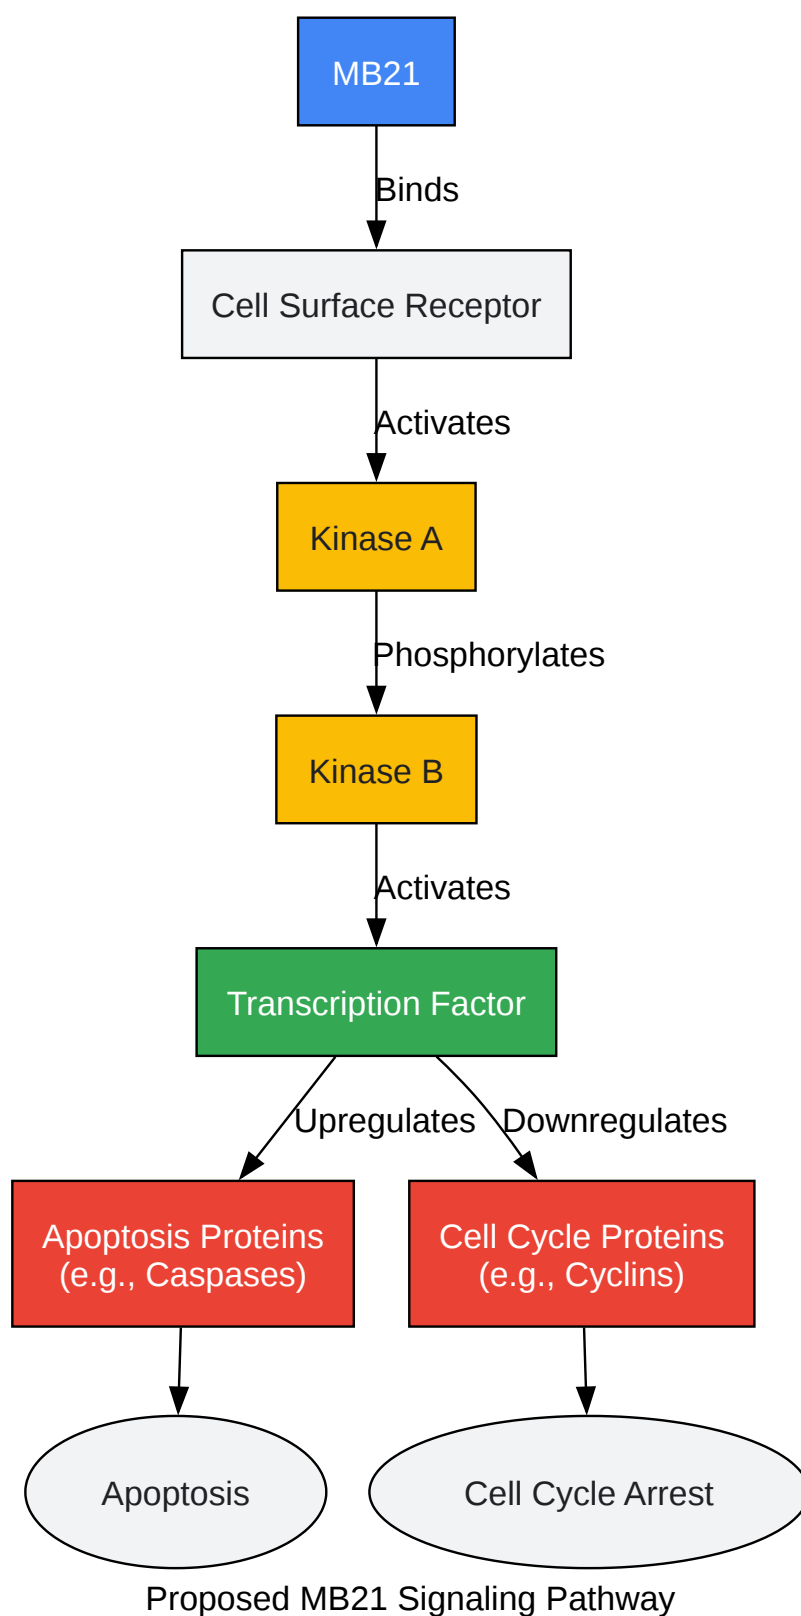 MB21
Binds
Cell Surface Receptor
Activates
Kinase A
Phosphorylates
Kinase B
Activates
Transcription Factor
Upregulates
Downregulates
Apoptosis Proteins
(e.g., Caspases)
Cell Cycle Proteins
(e.g., Cyclins)
Apoptosis
Cell Cycle Arrest
Proposed MB21 Signaling Pathway